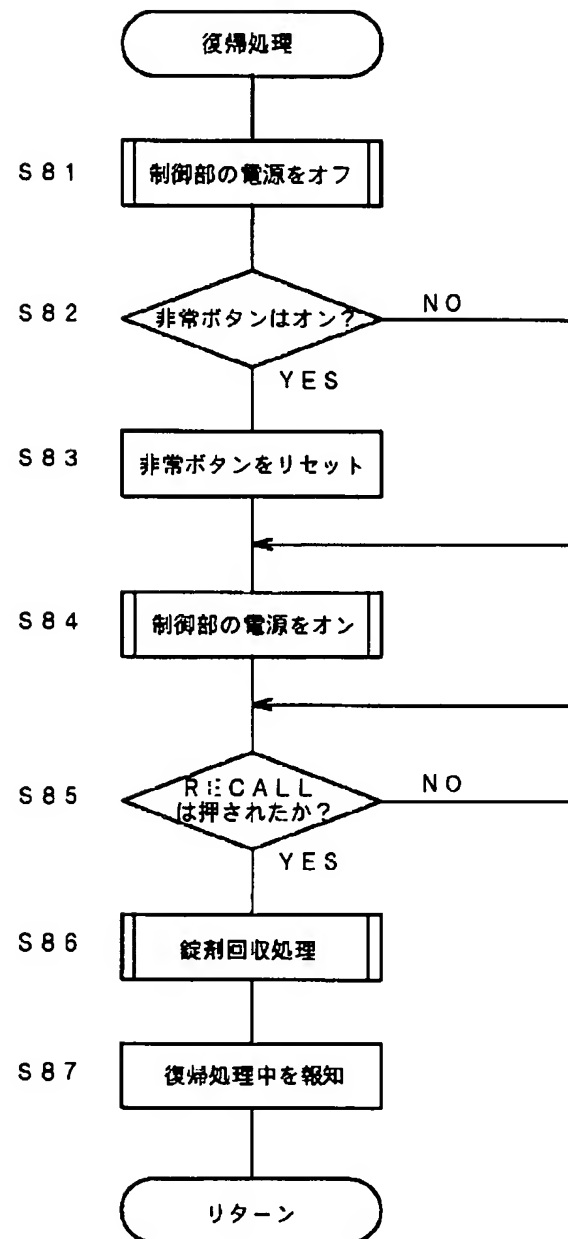 復帰処理
S81
制御部の電源をオフ
S82
非常ボタンはオン?
NO
YES
S83
非常ボタンをリセット
S84
制御部の電源をオン
S85
RECALL
は押されたか?
NO
YES
S86
錠剤回収処理
S87
復帰処理中を報知
リターン